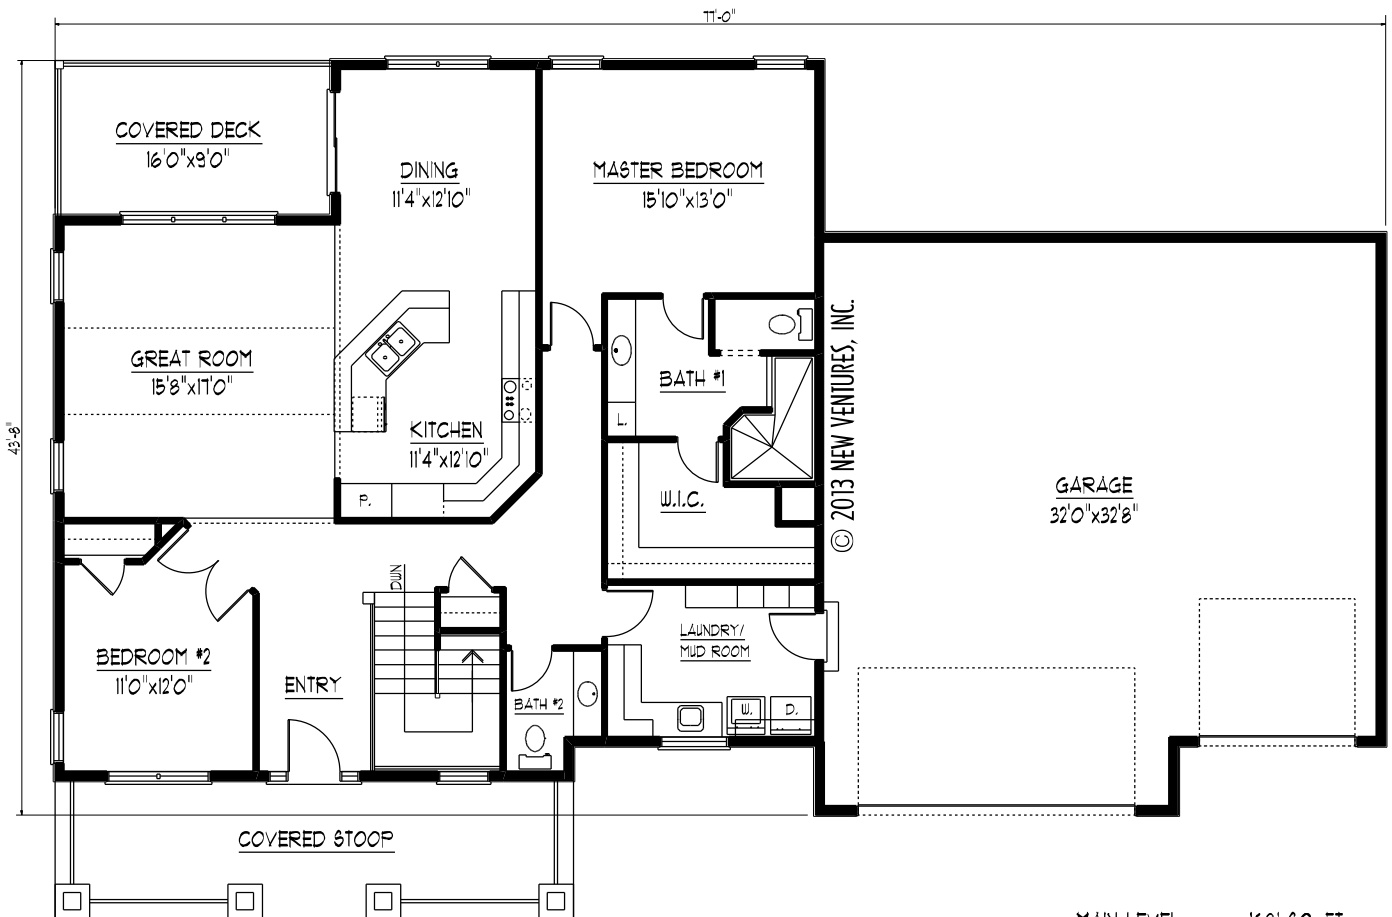 77'-0"
COVERED DECK
16'0"x9'0"
DINING
11'4"x12'10"
MASTER BEDROOM
15'10"x13'0"
GREAT ROOM
15'8"x17'0"
BATH #1
L.
KITCHEN
11'4"x12'10"
P.
W.I.C.
© 2013 NEW VENTURES, INC.
GARAGE
32'0"x32'8"
43'-8"
DWN
BEDROOM #2
11'0"x12'0"
ENTRY
LAUNDRY/
MUD ROOM
BATH #2
W.
D.
COVERED STOOP
MAIN LEVEL